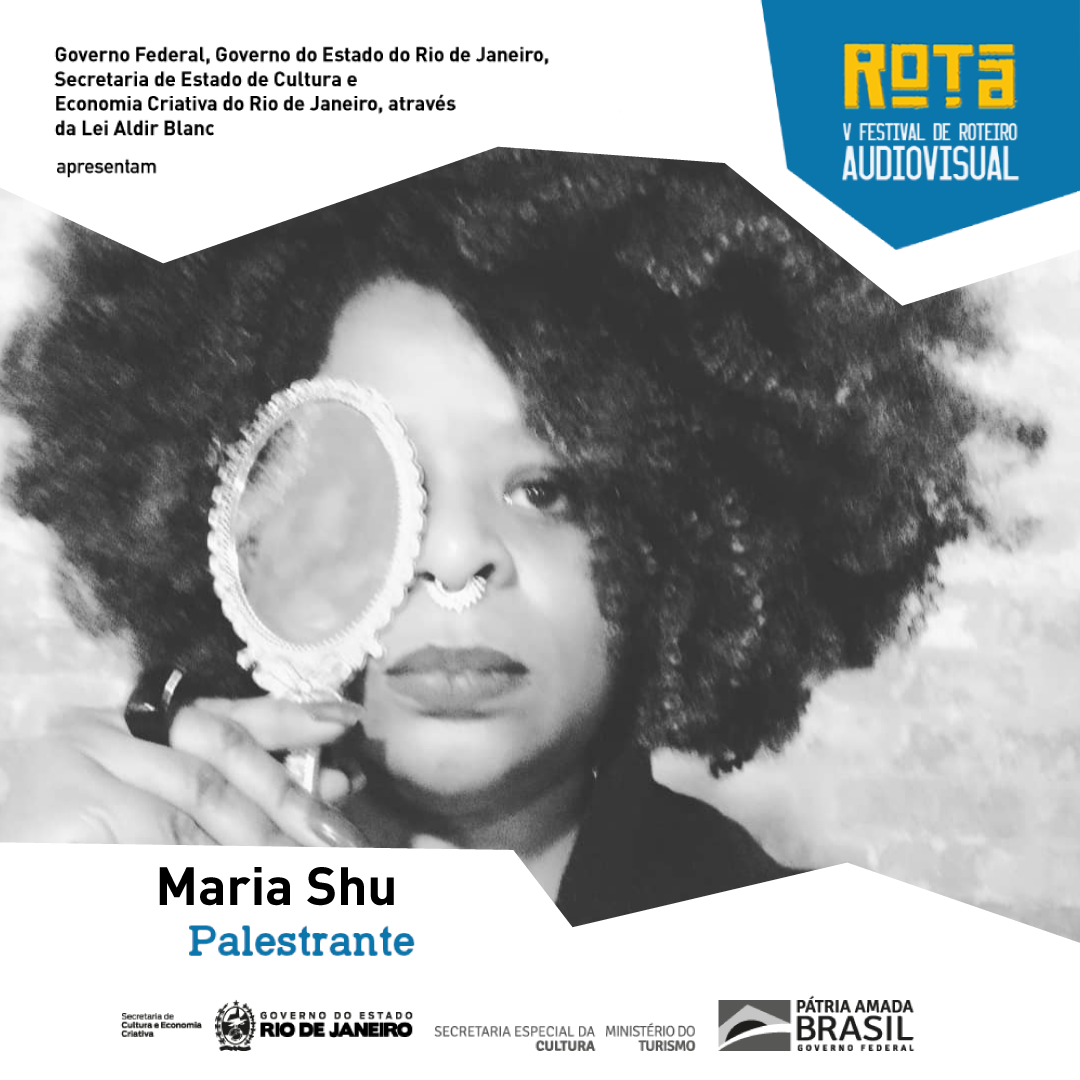 Governo Federal, Governo do Estado do Rio de Janeiro,
Secretaria de Estado de Cultura e
Economia Criativa do Rio de Janeiro, através
da Lei Aldir Blanc
apresentam
ROTA
V FESTIVAL DE ROTEIRO
AUDIOVISUAL
Maria Shu
Palestrante
Secretaria de
Cultura e Economia
Criativa
GOVERNO DO ESTADO
RIO DE JANEIRO
SECRETARIA ESPECIAL DA
CULTURA
MINISTÉRIO DO
TURISMO
PÁTRIA AMADA
BRASIL
GOVERNO FEDERAL